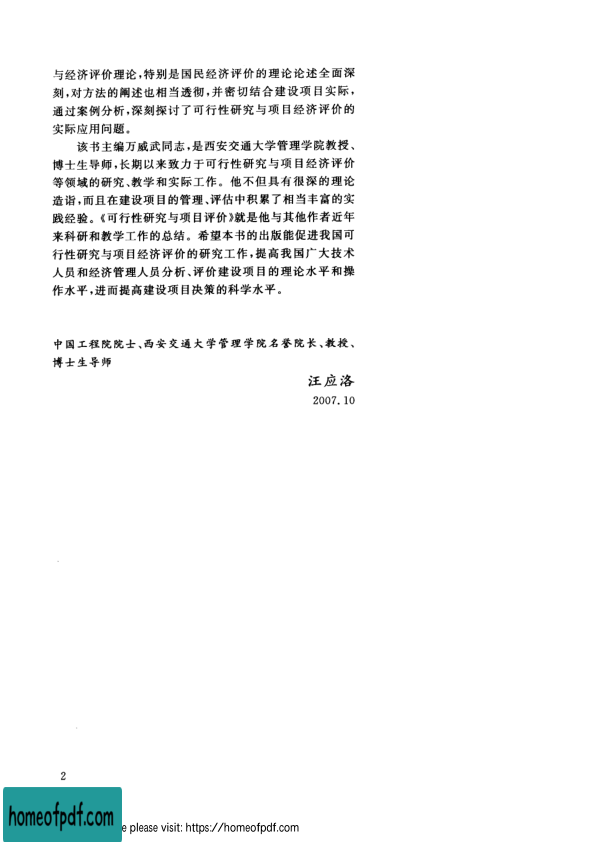 与经济评价理论,特别是国民经济评价的理论论述全面深
刻,对方法的阐述也相当透彻,并密切结合建设项目实际,
通过案例分析,深刻探讨了可行性研究与项目经济评价的
实际应用问题。
该书主编万威武同志,是西安交通大学管理学院教授、
博士生导师,长期以来致力于可行性研究与项目经济评价
等领域的研究、教学和实际工作。他不但具有很深的理论
造诣,而且在建设项目的管理、评估中积累了相当丰富的实
践经验。《可行性研究与项目评价》就是他与其他作者近年
来科研和教学工作的总结。希望本书的出版能促进我国可
行性研究与项目经济评价的研究工作,提高我国广大技术
人员和经济管理人员分析、评价建设项目的理论水平和操
作水平,进而提高建设项目决策的科学水平。
中国工程院院士、西安交通大学管理学院名誉院长、教授、
博士生导师
汪应洛
2007.10
2
homeofpdf.com
e please visit: https://homeofpdf.com